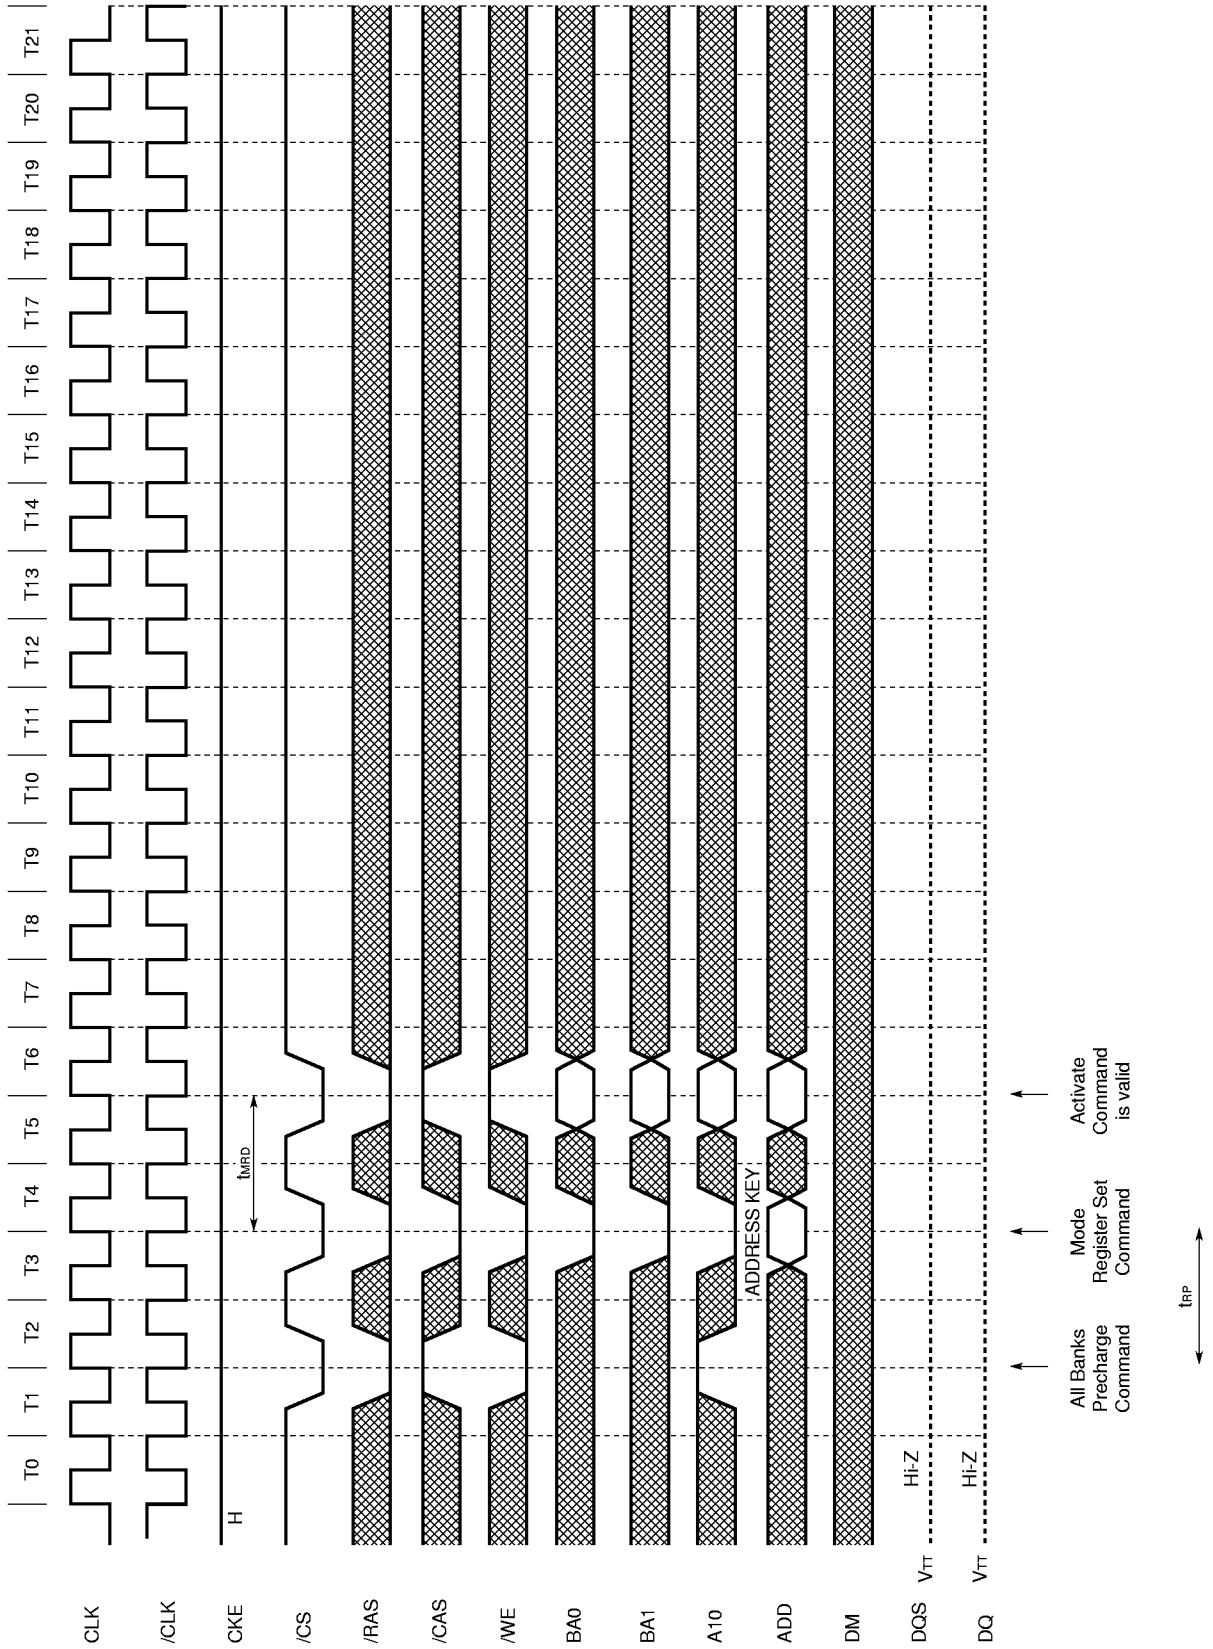 T0 T1 T2 T3 T4 T5 T6 T7 T8 T9 T10 T11 T12 T13 T14 T15 T16 T17 T18 T19 T20 T21
CLK
/CLK
CKE
H
tMRD
/CS
/RAS
/CAS
/WE
BA0
BA1
A10
ADDRESS KEY
ADD
DM
Hi-Z
DQS
VTT
Hi-Z
DQ
VTT
All Banks
Precharge
Command
Mode
Register Set
Command
Activate
Command
is valid
tRP